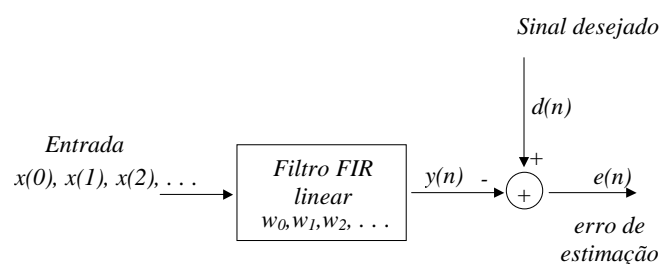 Sinal desejado
d(n)
+
Entrada
x(0), x(1), x(2), . . .
Filtro FIR
linear
w₀,w₁,w₂, . . .
y(n)
-
+
e(n)
erro de
estimação